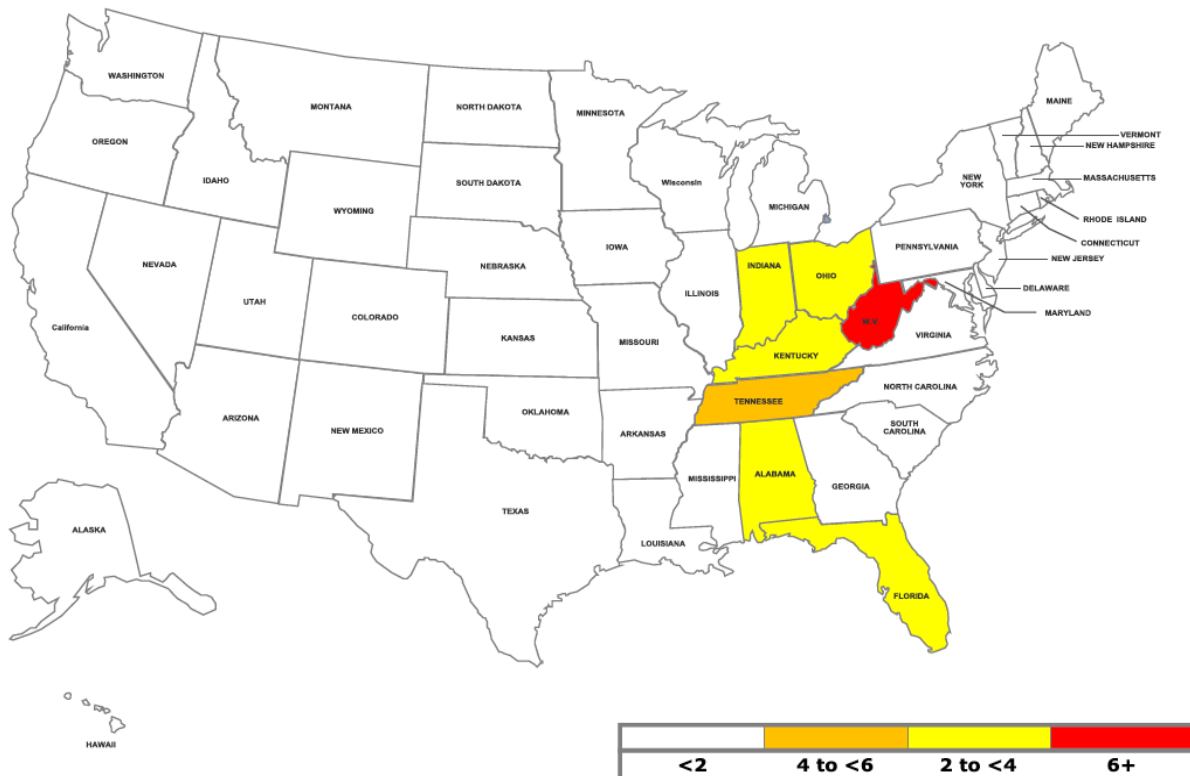 WASHINGTON
MONTANA
NORTH DAKOTA
MINNESOTA
MAINE
VERMONT
NEW HAMPSHIRE
OREGON
IDAHO
SOUTH DAKOTA
Wisconsin
MICHIGAN
NEW
YORK
MASSACHUSETTS
WYOMING
RHODE ISLAND
IOWA
PENNSYLVANIA
CONNECTICUT
NEW JERSEY
NEVADA
NEBRASKA
INDIANA
OHIO
UTAH
ILLINOIS
DELAWARE
COLORADO
MARYLAND
California
KANSAS
MISSOURI
W.V.
VIRGINIA
KENTUCKY
NORTH CAROLINA
TENNESSEE
ARIZONA
OKLAHOMA
NEW MEXICO
ARKANSAS
SOUTH
CAROLINA
MISSISSIPPI
ALABAMA
GEORGIA
TEXAS
ALASKA
LOUISIANA
FLORIDA
HAWAII
<2 4 to <6 2 to <4 6+